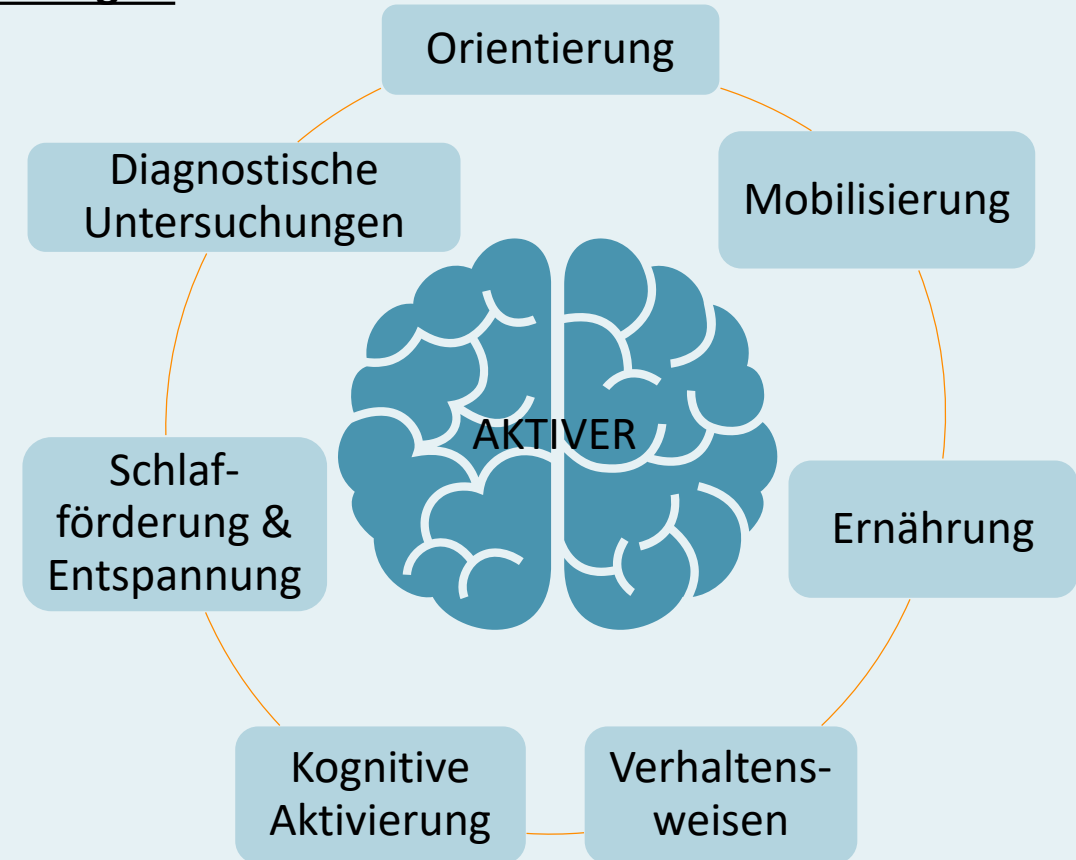 Orientierung
Mobilisierung
Ernährung
Verhaltens-
weisen
Kognitive
Aktivierung
Schlaf-
förderung &
Entspannung
Diagnostische
Untersuchungen
AKTIVER